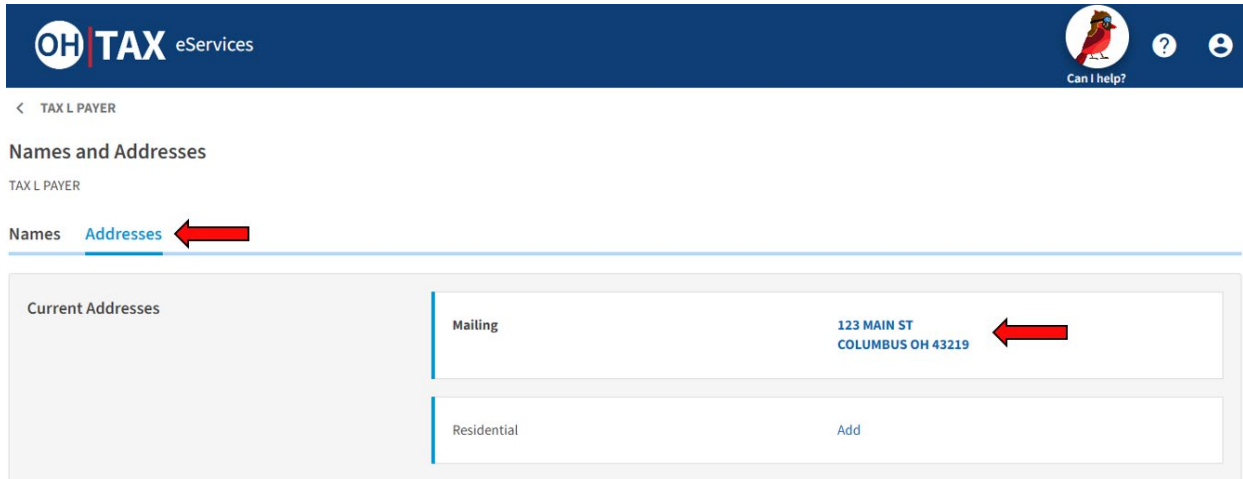 OH|TAX eServices
Can I help?
?
< TAX L PAYER
Names and Addresses
TAX L PAYER
Names Addresses
Current Addresses
Mailing
123 MAIN ST
COLUMBUS OH 43219
Residential Add